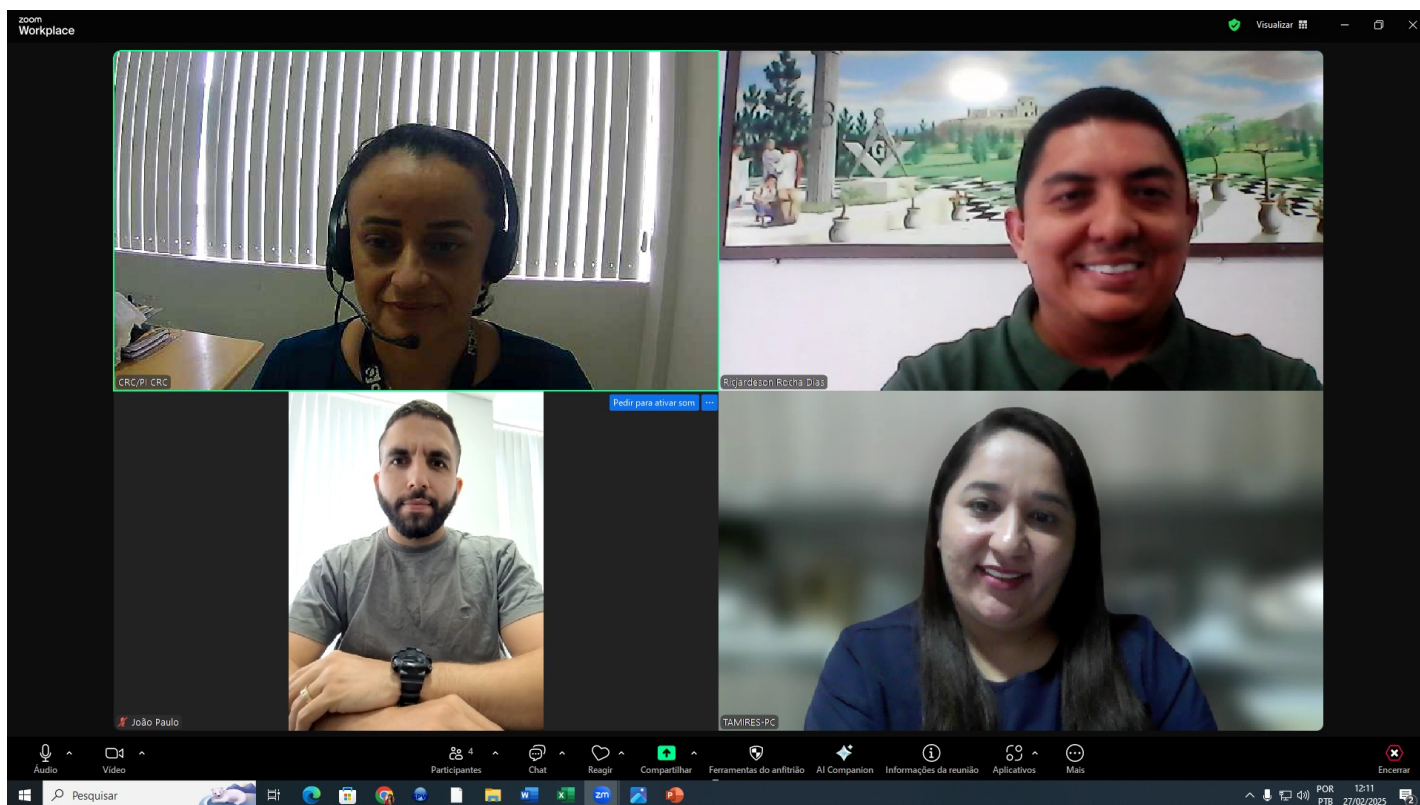 zoom
Workplace
Visualizar
CRC/PI CRC
G
Ricjardeson Rocha Dias
Pedir para ativar som
João Paulo
TAMIRES-PC
4
Áudio
Vídeo
Participantes
Chat
Reagir
Compartilhar
Ferramentas do anfitrião
AI Companion
Informações da reunião
Aplicativos
Mais
Encerrar
Pesquisar
zm
POR
PTB
12:11
27/02/2025